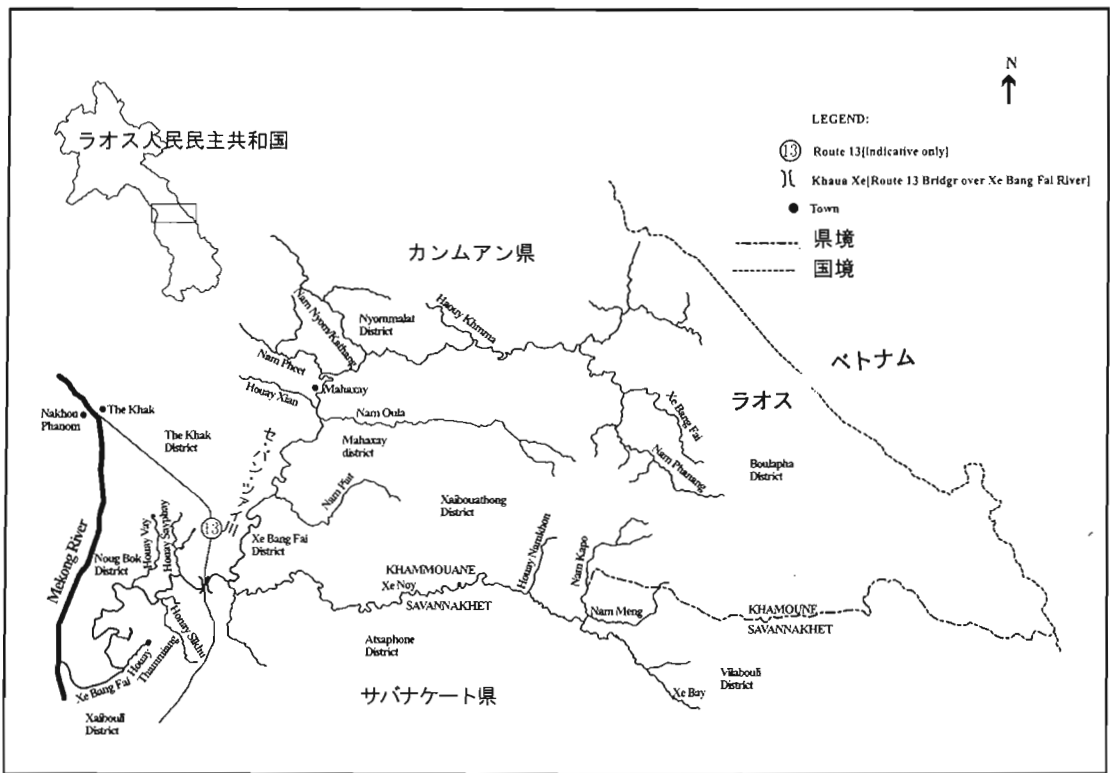 N
LEGEND:
13 Route 13[Indicative only]
Khaua Xe[Route 13 Bridgr over Xe Bang Fai River]
Town
県境
国境
ラオス人民民主共和国
カンムアン県
Nam Nyom/Kathang
Nyommalat
District
Haouy Khmma
ベトナム
Nam Pheet
Mahaxay
Houay Xian
ラオス
Xe Bang Fai
Nakhon
Phanom
The Khak
The Khak
District
Nam Oula
Mahaxay
district
セバンファイ川
Nam Phanang
Boulapha
District
Nam Phit
Xaibouathong
District
13
Mekong River
Houay Vay
Houay Sayphay
Xe Bang Fai
District
Noug Bok
District
Houay Namkhon
Nam Kapo
KHAMMOUANE
Xe Noy
SAVANNAKHET
Nam Meng
KHAMOUNE
SAVANNAKHET
Houay Sikhu
Atsaphone
District
Houay
Thammiang
Xe Bang Fai
Vilabouli
District
Xe Bay
サバナケート県
Xaibouli
District